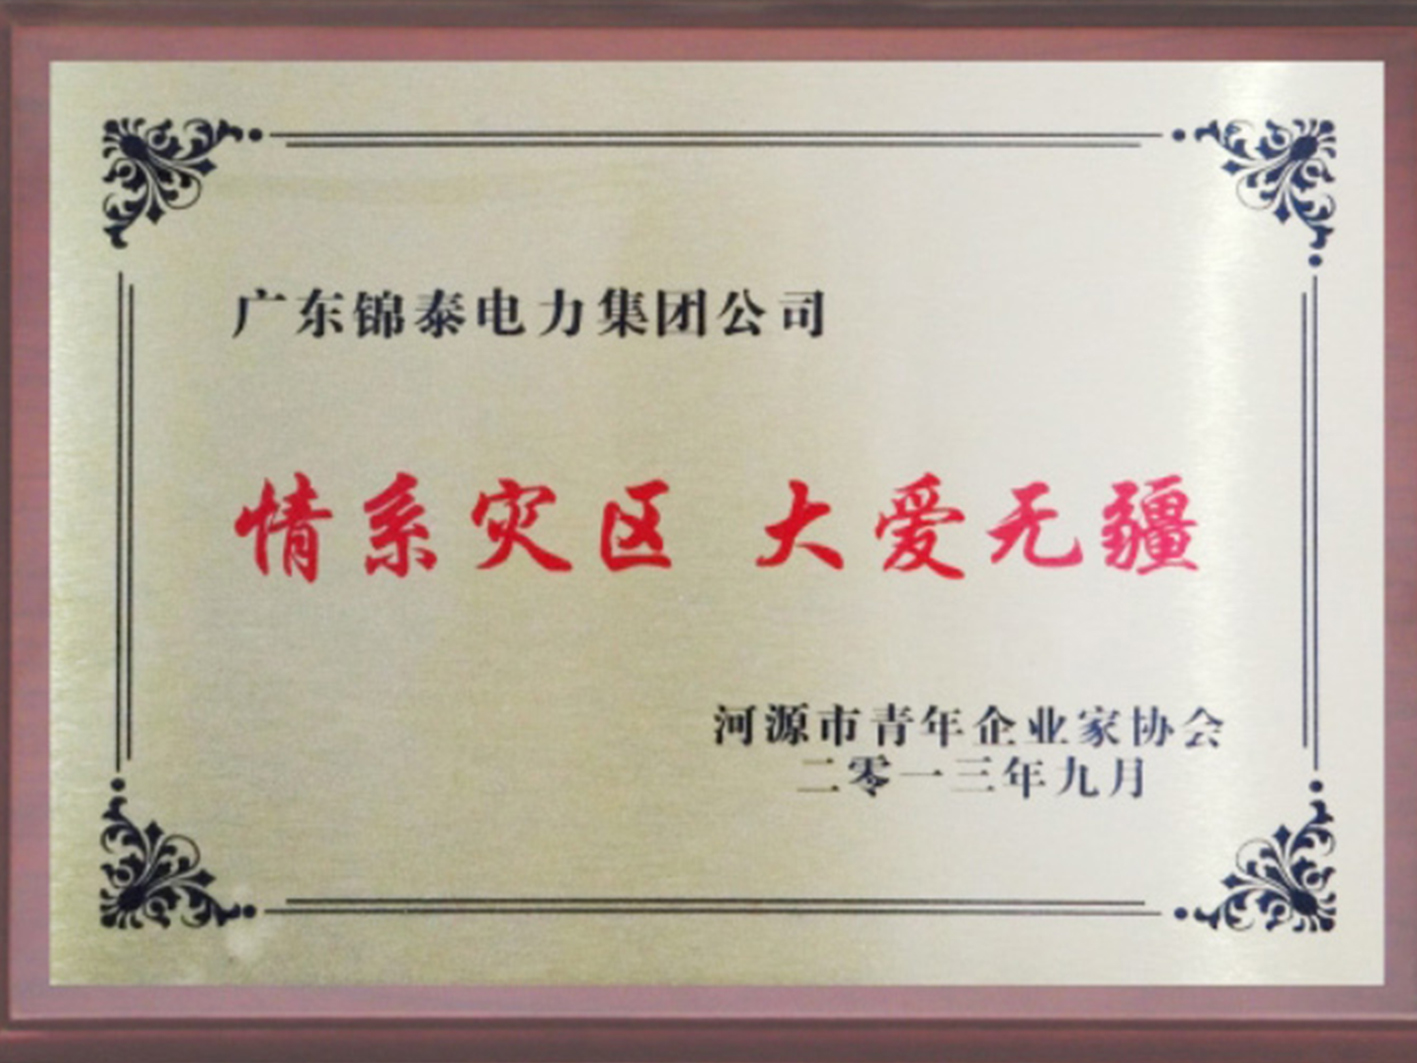 广东锦泰电力集团公司
情系灾区 大爱无疆
河源市青年企业家协会
二零一三年九月